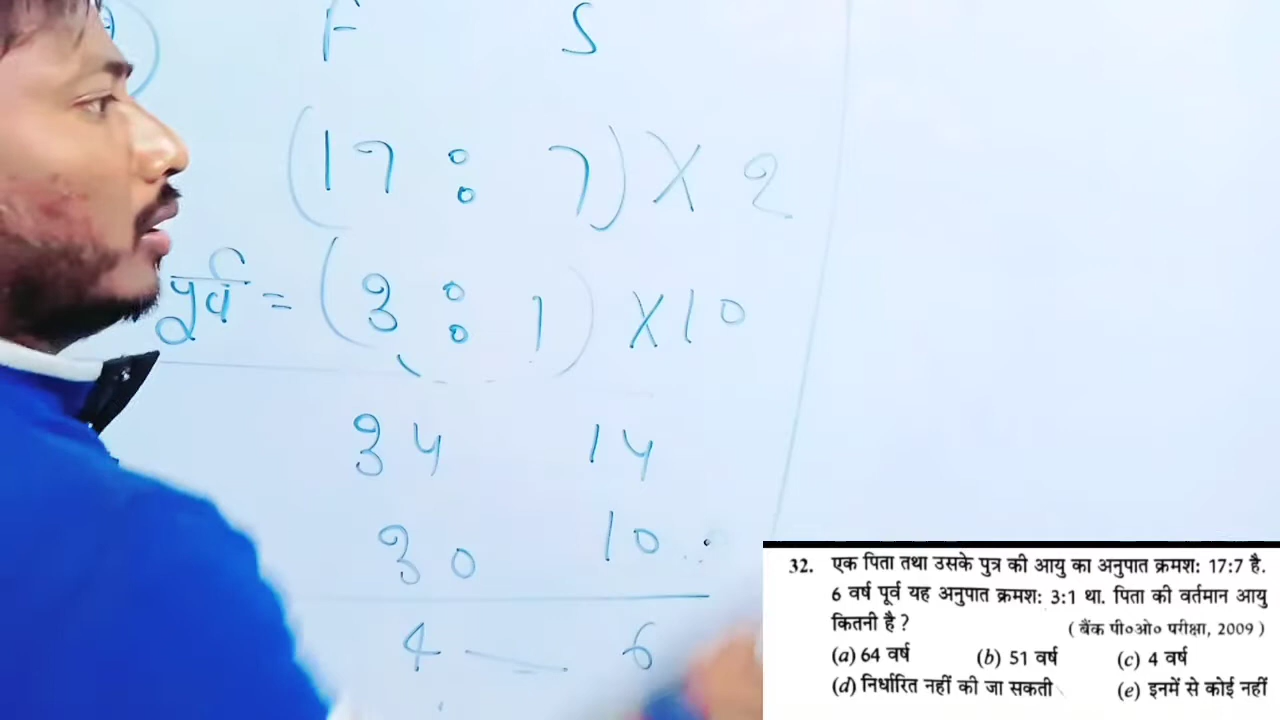 F S
(17 : 7) X 2
पूर्व = (3 : 1) X10
34 14
30 10
4 — 6
32. एक पिता तथा उसके पुत्र की आयु का अनुपात क्रमश: 17:7 है.
6 वर्ष पूर्व यह अनुपात क्रमश: 3:1 था. पिता की वर्तमान आयु
कितनी है ? ( बैंक पी०ओ० परीक्षा, 2009 )
(a) 64 वर्ष (b) 51 वर्ष (c) 4 वर्ष
(d) निर्धारित नहीं की जा सकती (e) इनमें से कोई नहीं